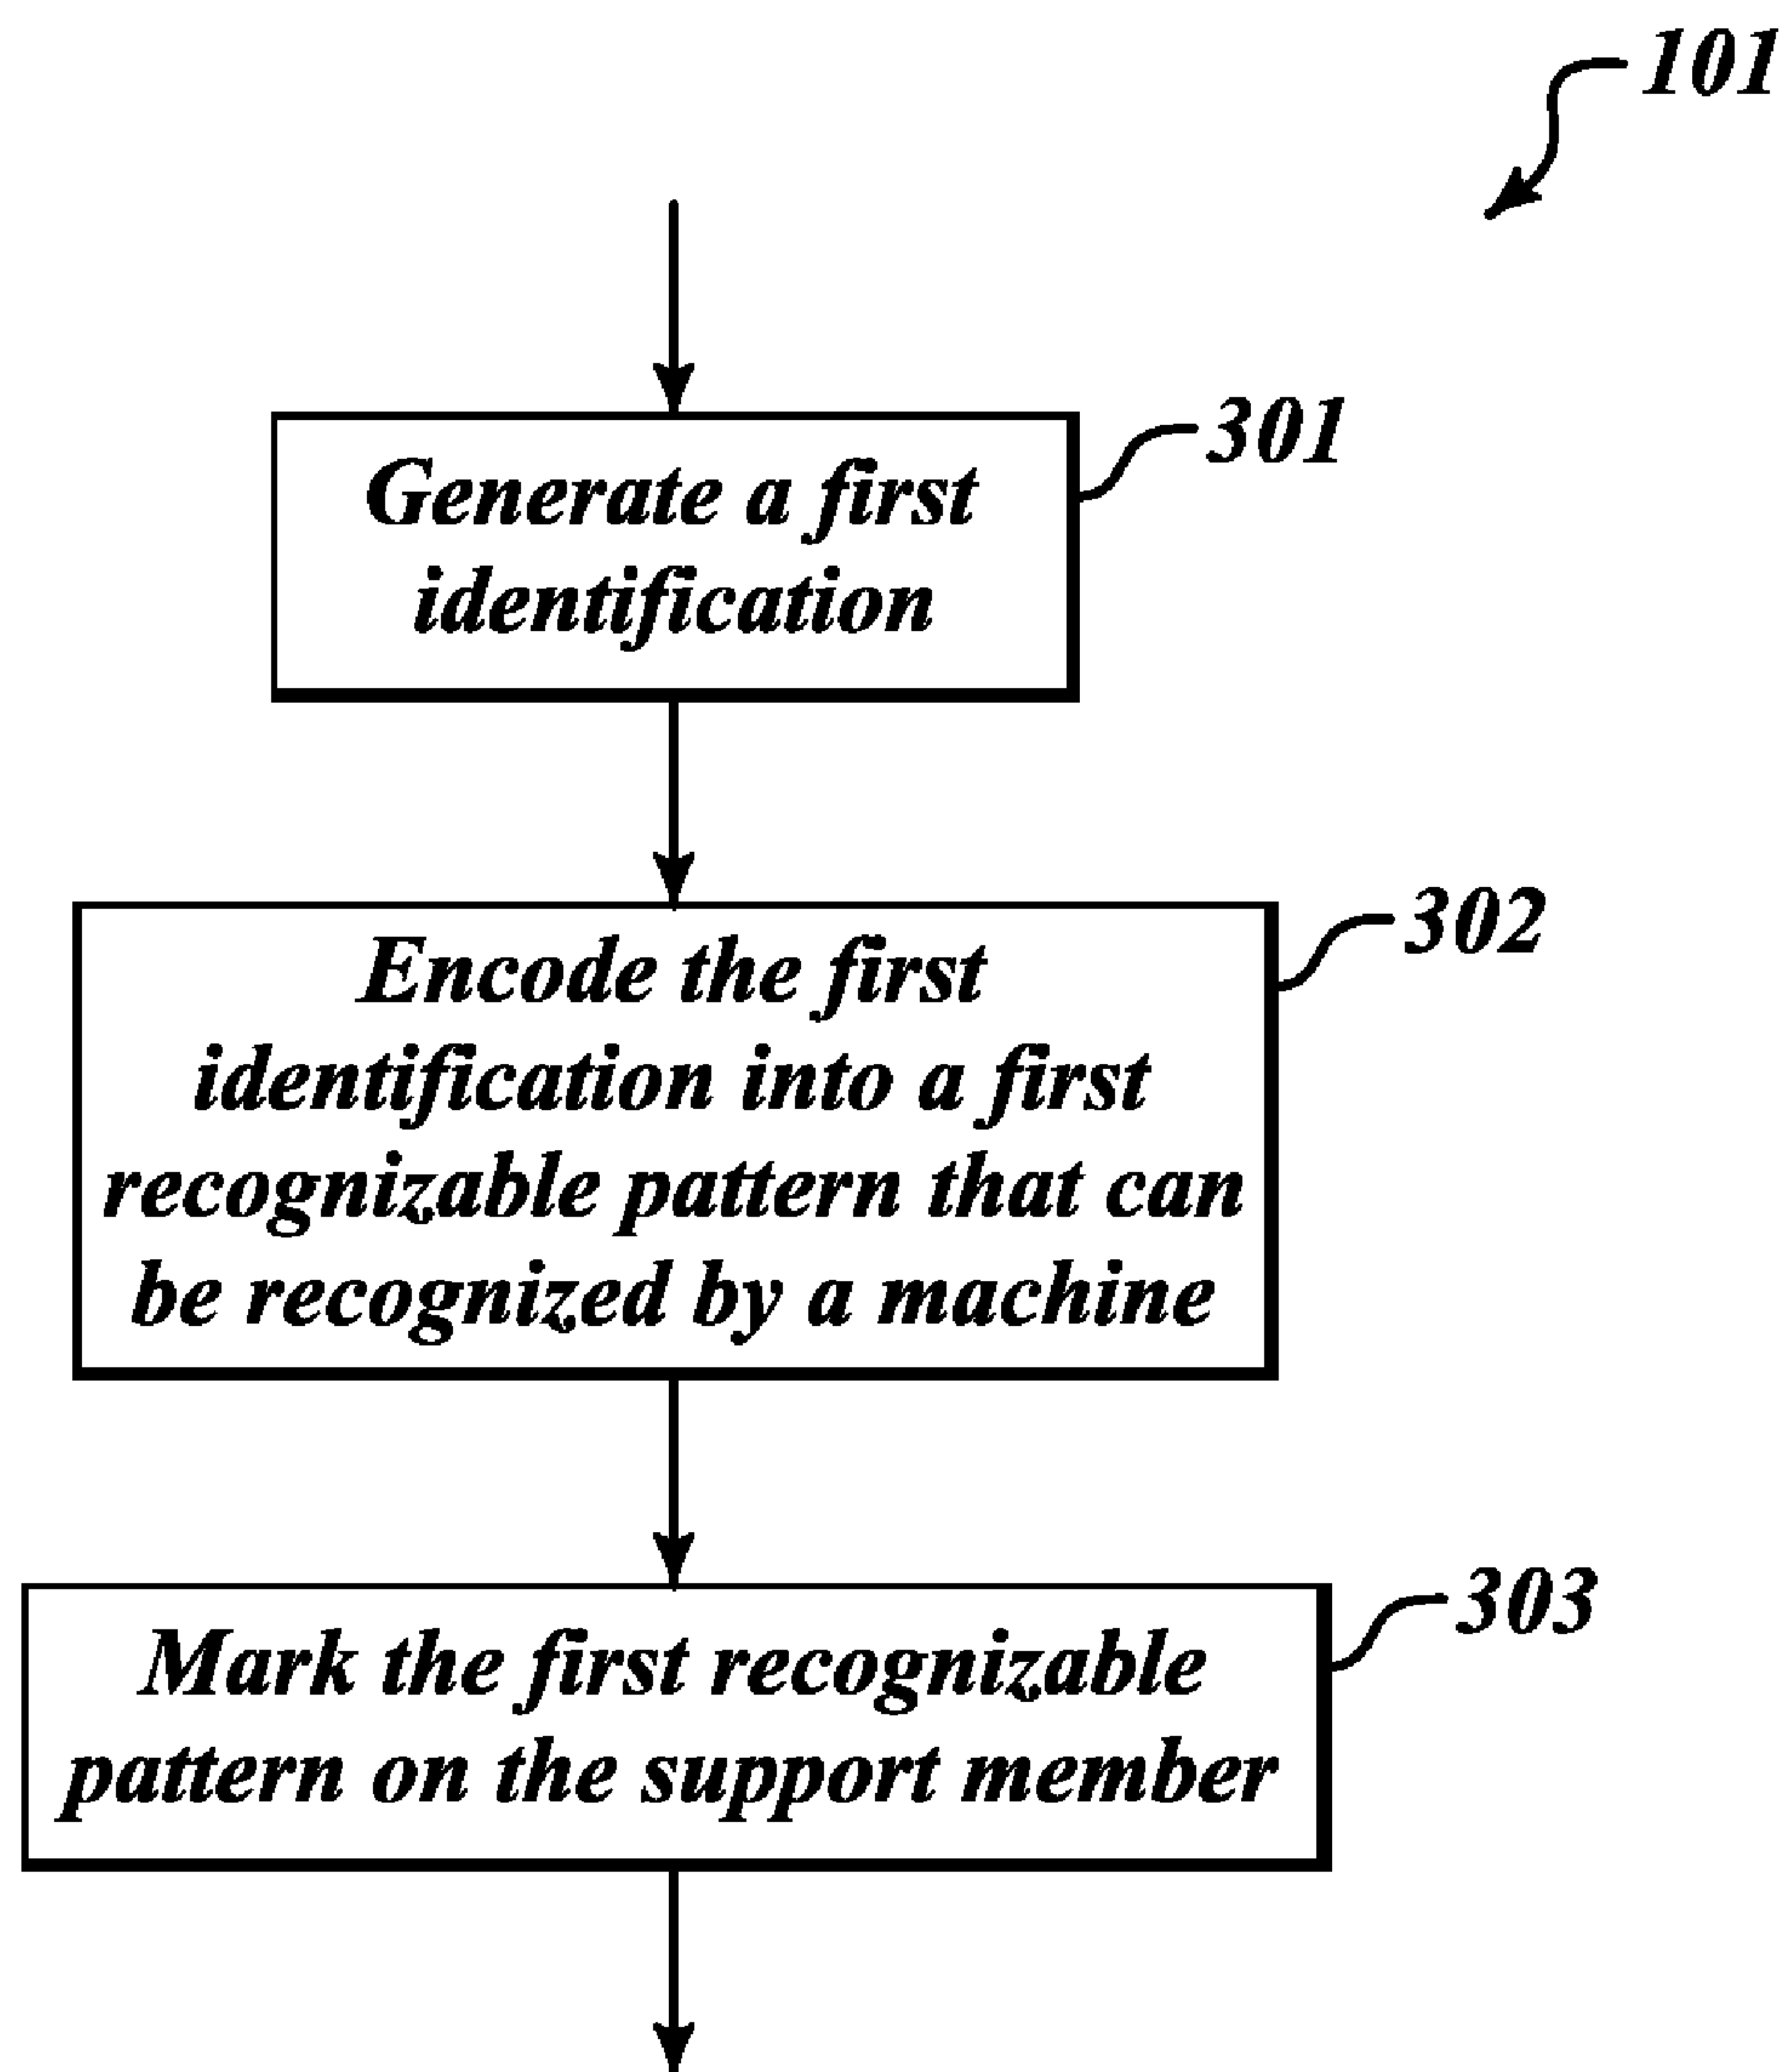 101
301
Generate a first
identification
302
Encode the first
identification into a first
recognizable pattern that can
be recognized by a machine
303
Mark the first recognizable
pattern on the support member